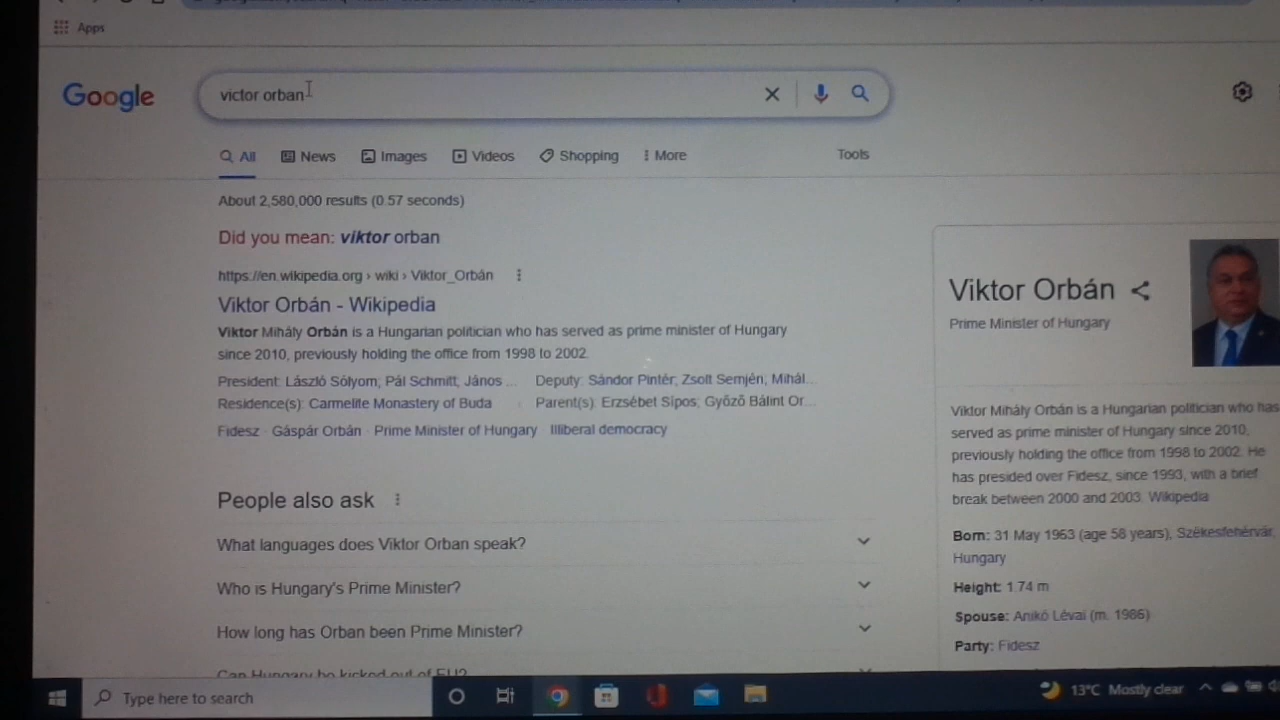 Apps
Google
victor orban
All News Images Videos Shopping More Tools
About 2,580,000 results (0.57 seconds)
Did you mean: viktor orban
https://en.wikipedia.org › wiki › Viktor_Orbán
Viktor Orbán - Wikipedia
Viktor Mihály Orbán is a Hungarian politician who has served as prime minister of Hungary
since 2010, previously holding the office from 1998 to 2002.
President: László Sólyom; Pál Schmitt; János ... Deputy: Sándor Pintér; Zsolt Semjén; Mihál...
Residence(s): Carmelite Monastery of Buda Parent(s): Erzsébet Sípos; Győző Bálint Or...
Fidesz · Gáspár Orbán · Prime Minister of Hungary · Illiberal democracy
People also ask
What languages does Viktor Orban speak?
Who is Hungary's Prime Minister?
How long has Orban been Prime Minister?
Can Hungary be kicked out of EU?
Viktor Orbán
Prime Minister of Hungary
Viktor Mihály Orbán is a Hungarian politician who has
served as prime minister of Hungary since 2010,
previously holding the office from 1998 to 2002. He
has presided over Fidesz, since 1993, with a brief
break between 2000 and 2003. Wikipedia
Born: 31 May 1963 (age 58 years), Székesfehérvár,
Hungary
Height: 1.74 m
Spouse: Anikó Lévai (m. 1986)
Party: Fidesz
Type here to search
13°C Mostly clear